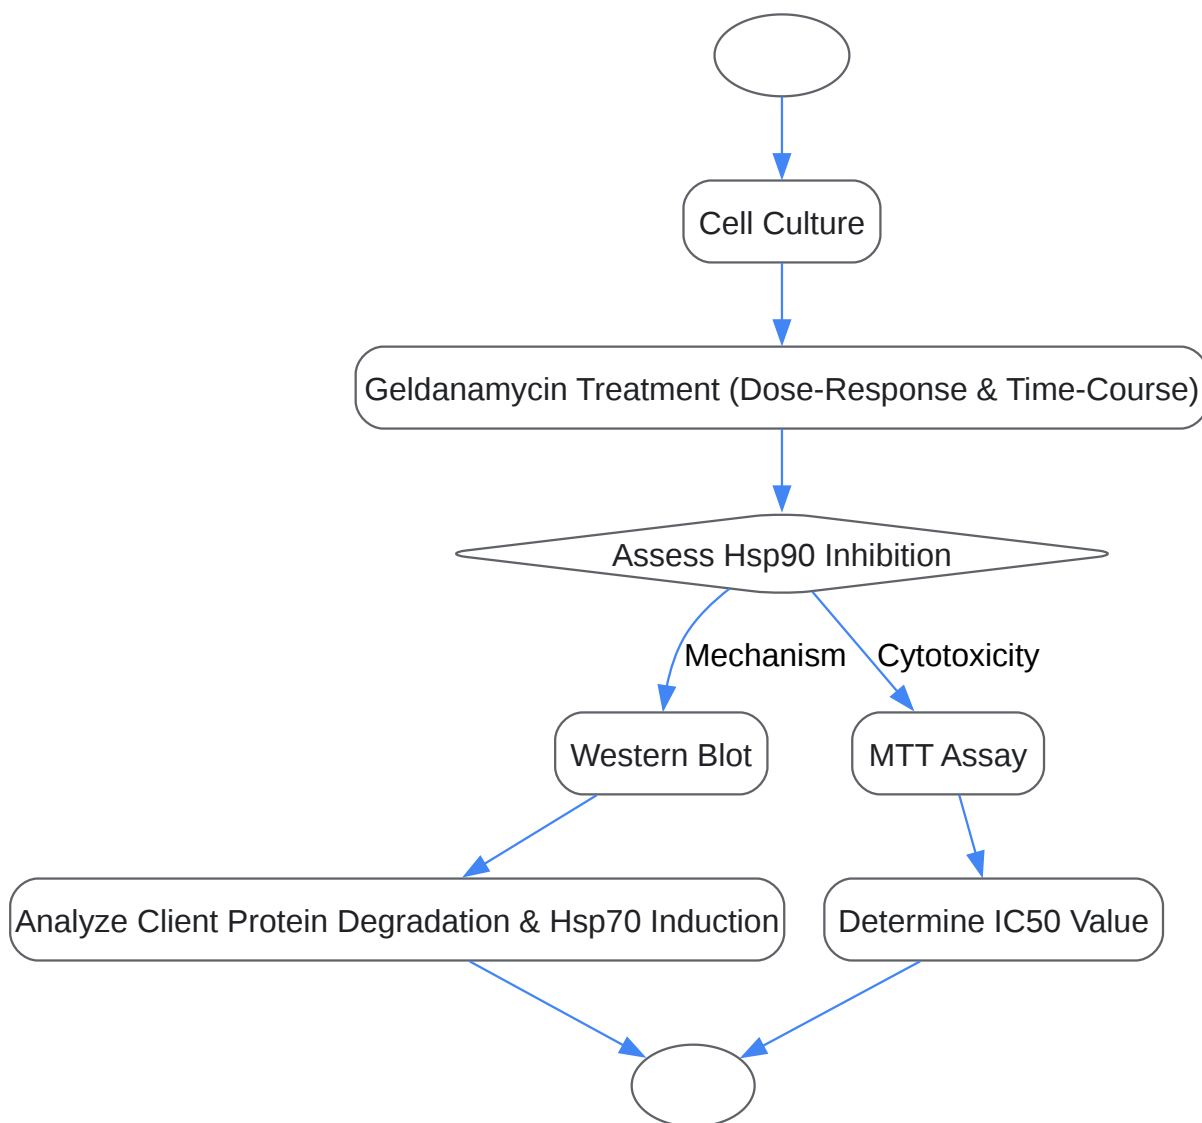 Cell Culture
Geldanamycin Treatment (Dose-Response & Time-Course)
Assess Hsp90 Inhibition
Mechanism
Cytotoxicity
Western Blot
MTT Assay
Analyze Client Protein Degradation & Hsp70 Induction
Determine IC50 Value